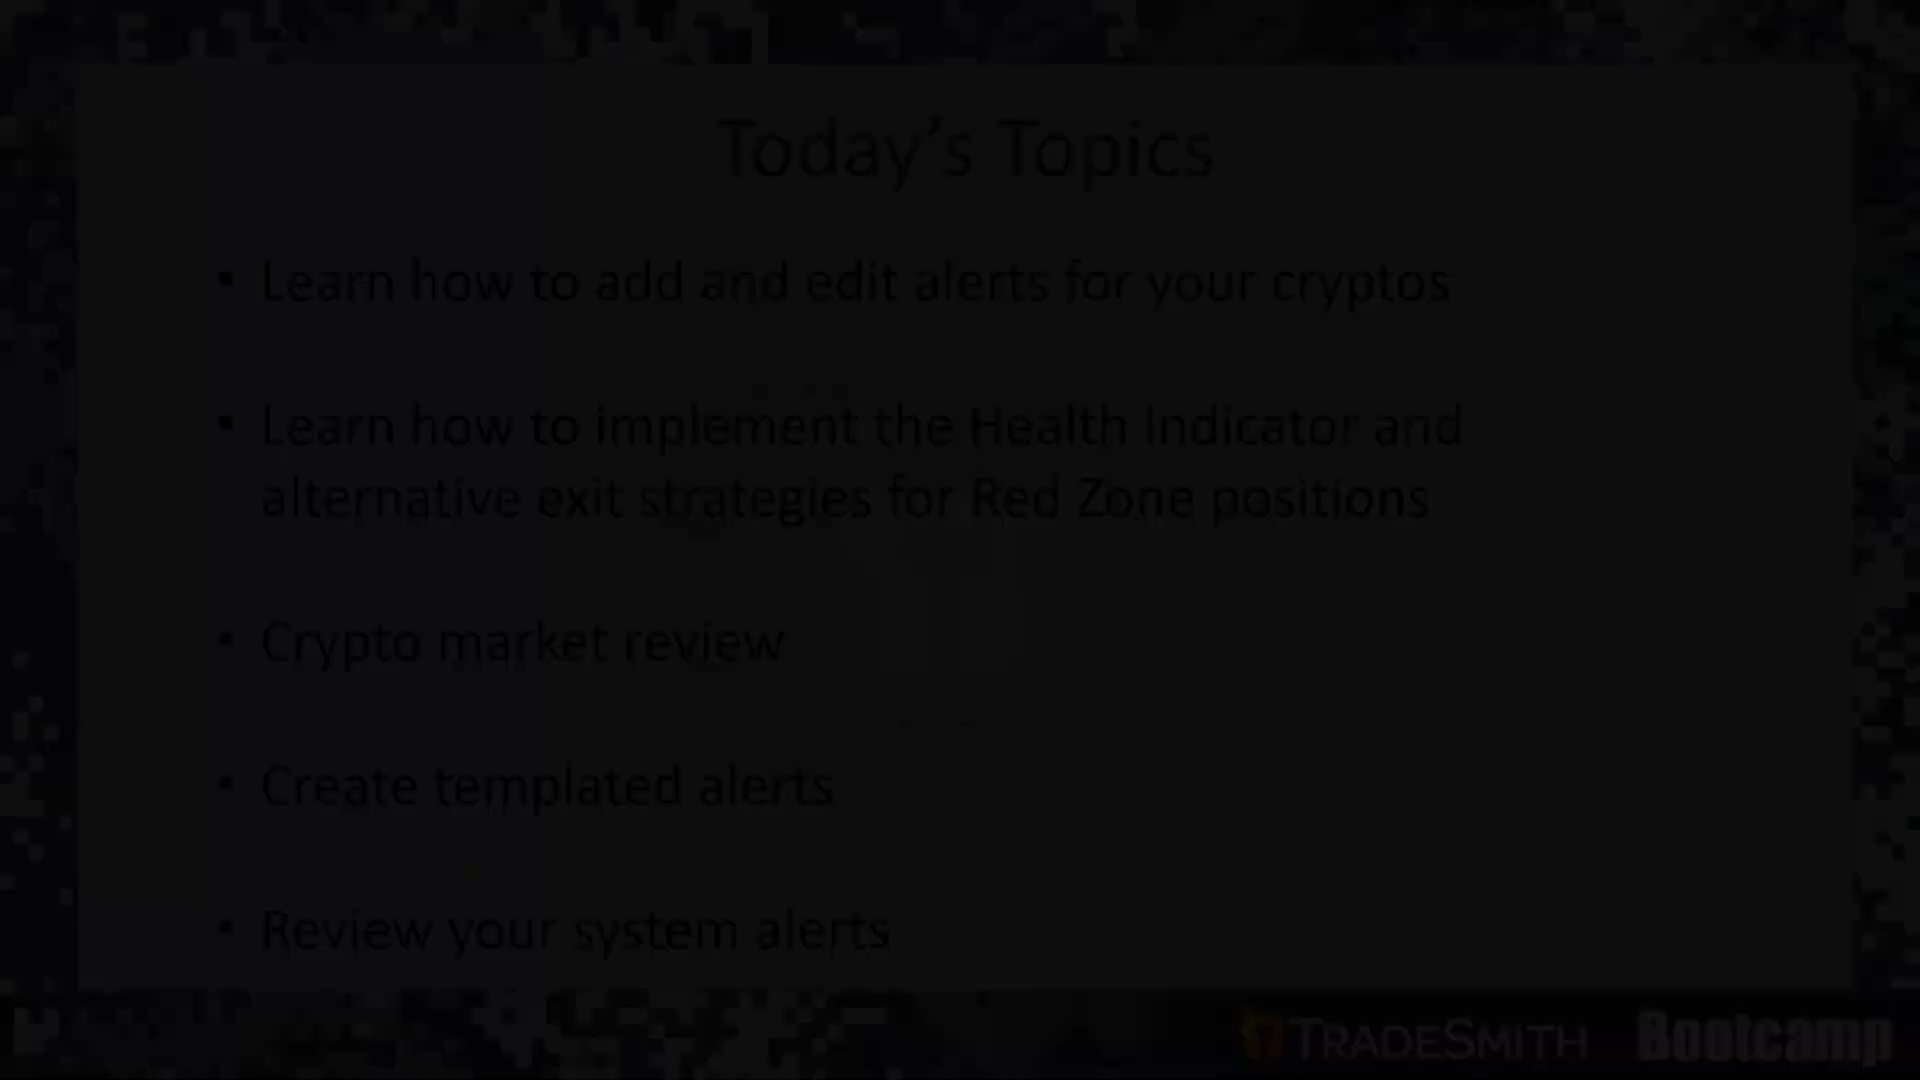 Today’s Topics
▪ Learn how to add and edit alerts for your cryptos
▪ Learn how to implement the Health Indicator and
alternative exit strategies for Red Zone positions
▪ Crypto market review
▪ Create templated alerts
▪ Review your system alerts
TRADESMITH Bootcamp